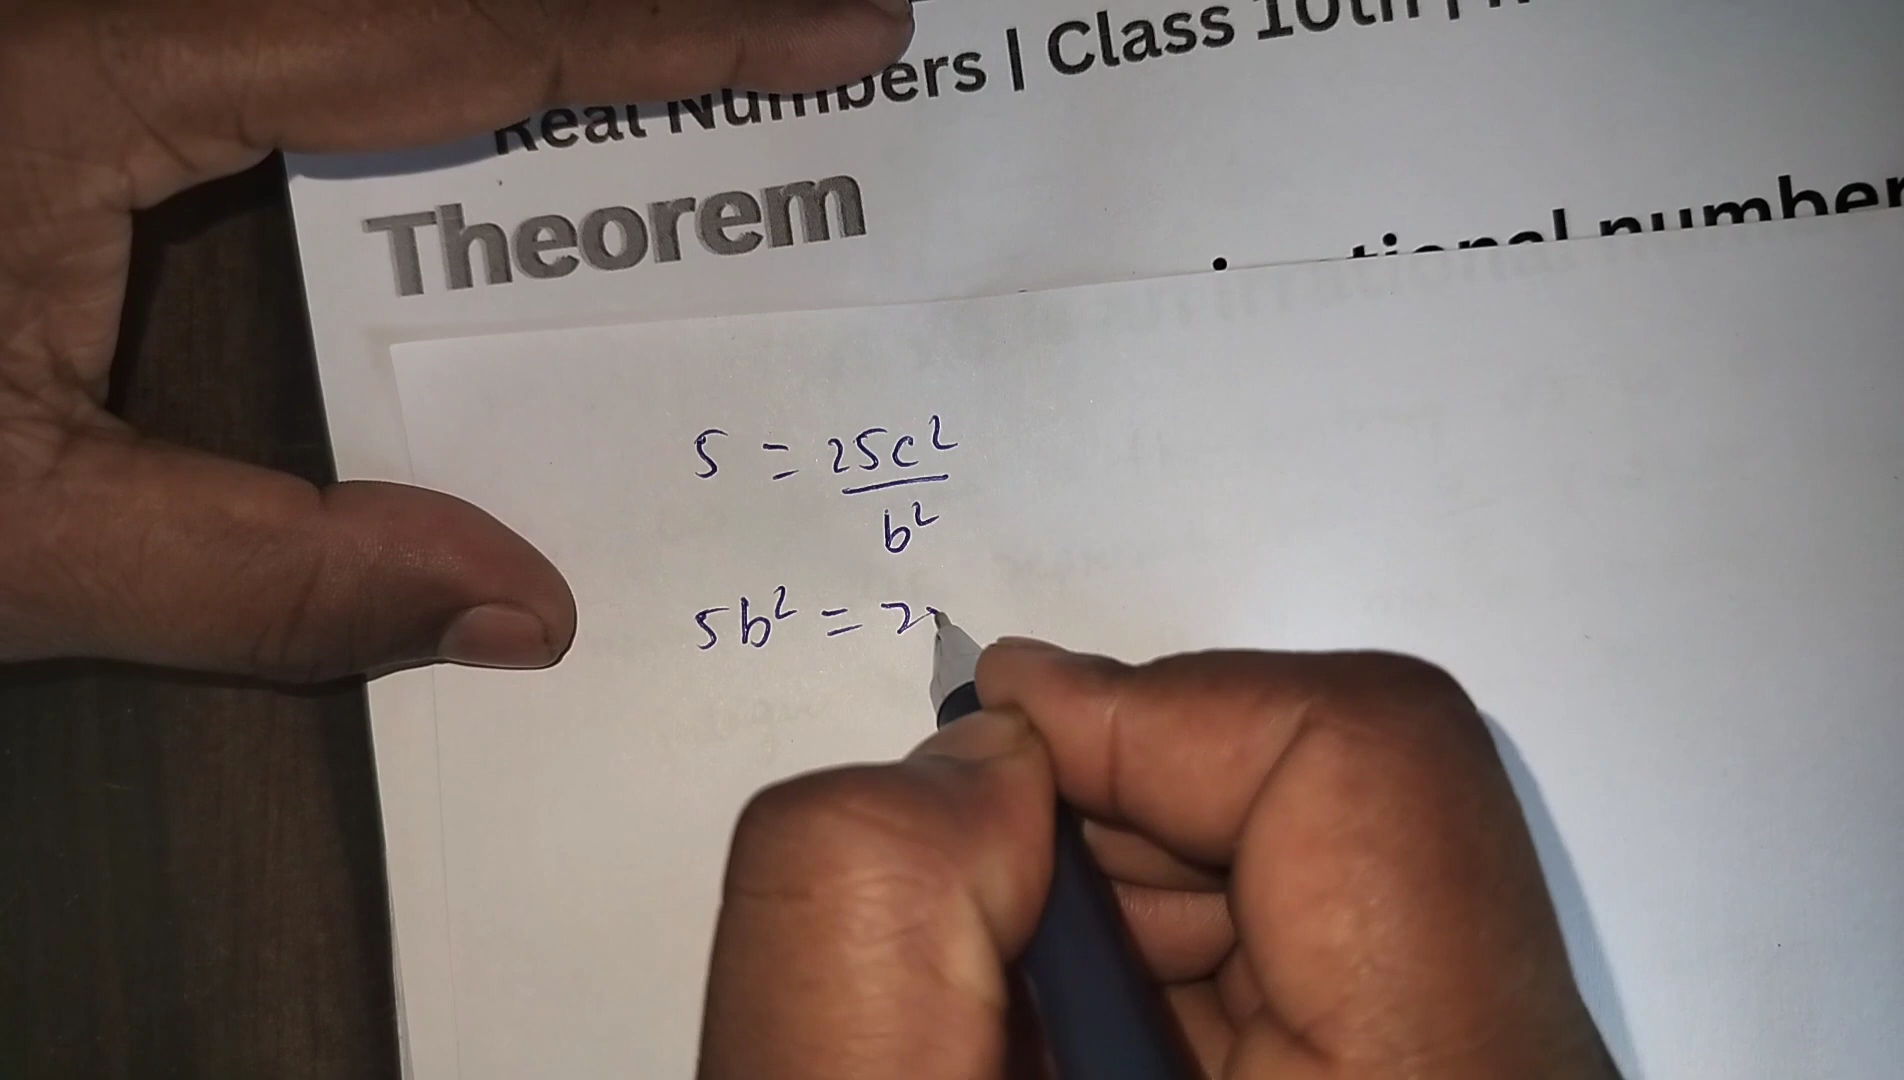 Real Numbers | Class 10th |
Theorem
irrational number
5 = 25c²
b²
5b² = 2